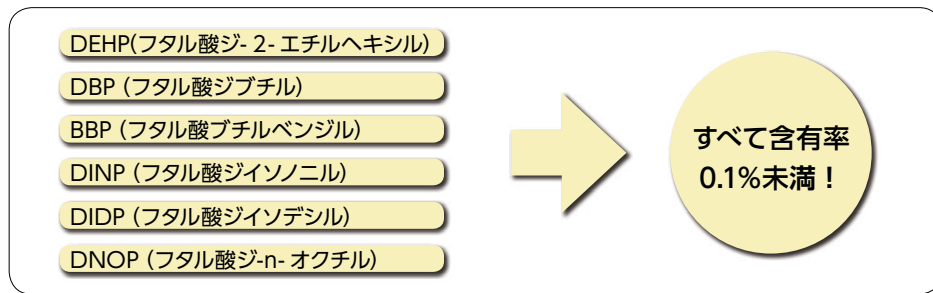 DEHP(フタル酸ジ-2-エチルヘキシル)
DBP (フタル酸ジブチル)
BBP (フタル酸ブチルベンジル)
DINP (フタル酸ジイソノニル)
DIDP (フタル酸ジイソデシル)
DNOP (フタル酸ジ-n-オクチル)
すべて含有率
0.1%未満！